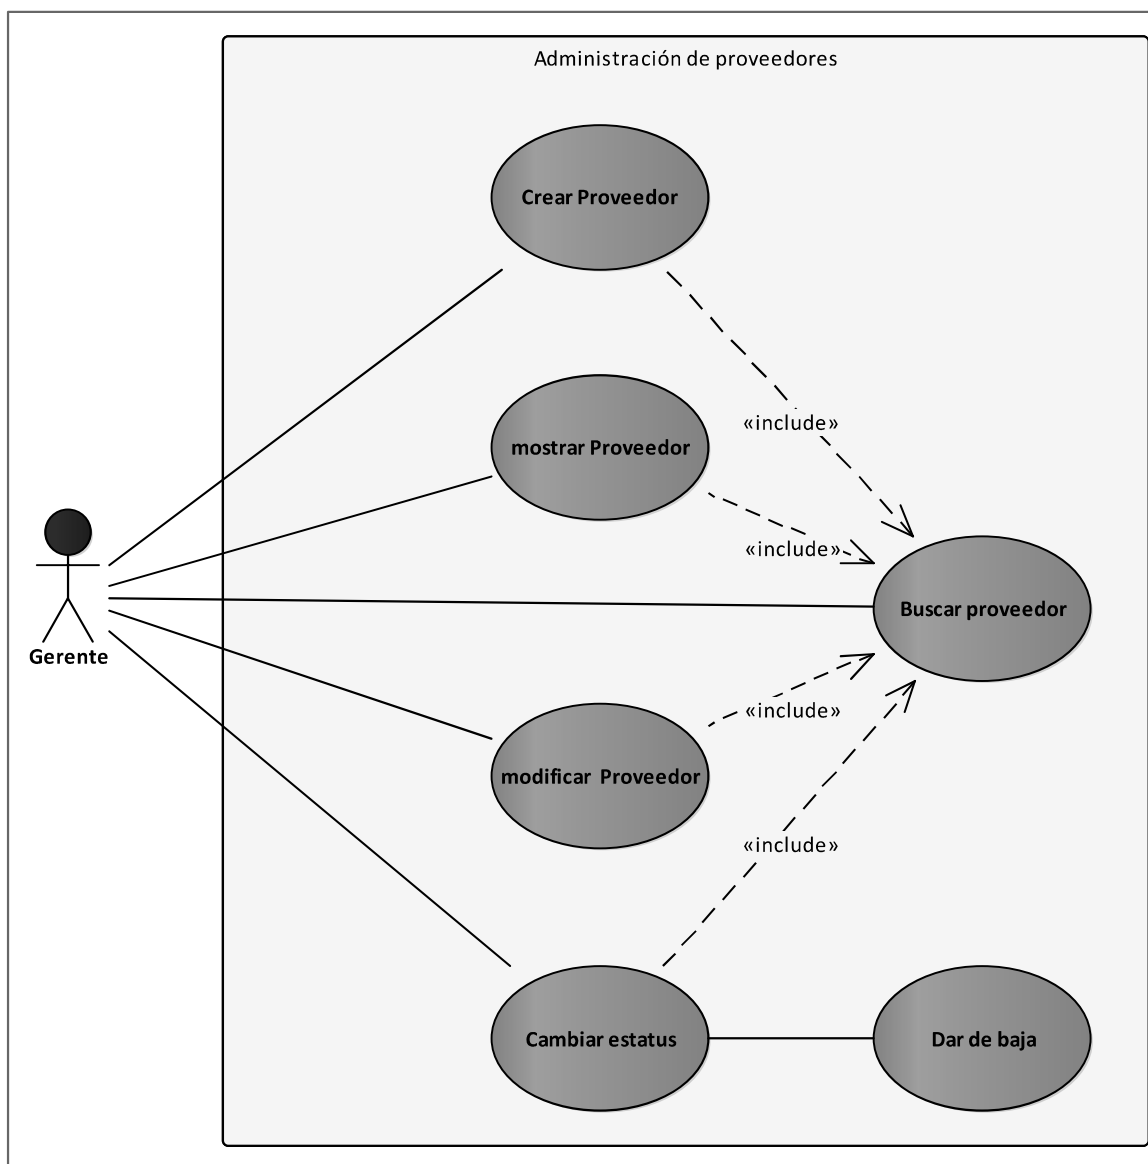 Administración de proveedores
Crear Proveedor
«include»
mostrar Proveedor
«include»
Buscar proveedor
Gerente
«include»
modificar Proveedor
«include»
Cambiar estatus
Dar de baja